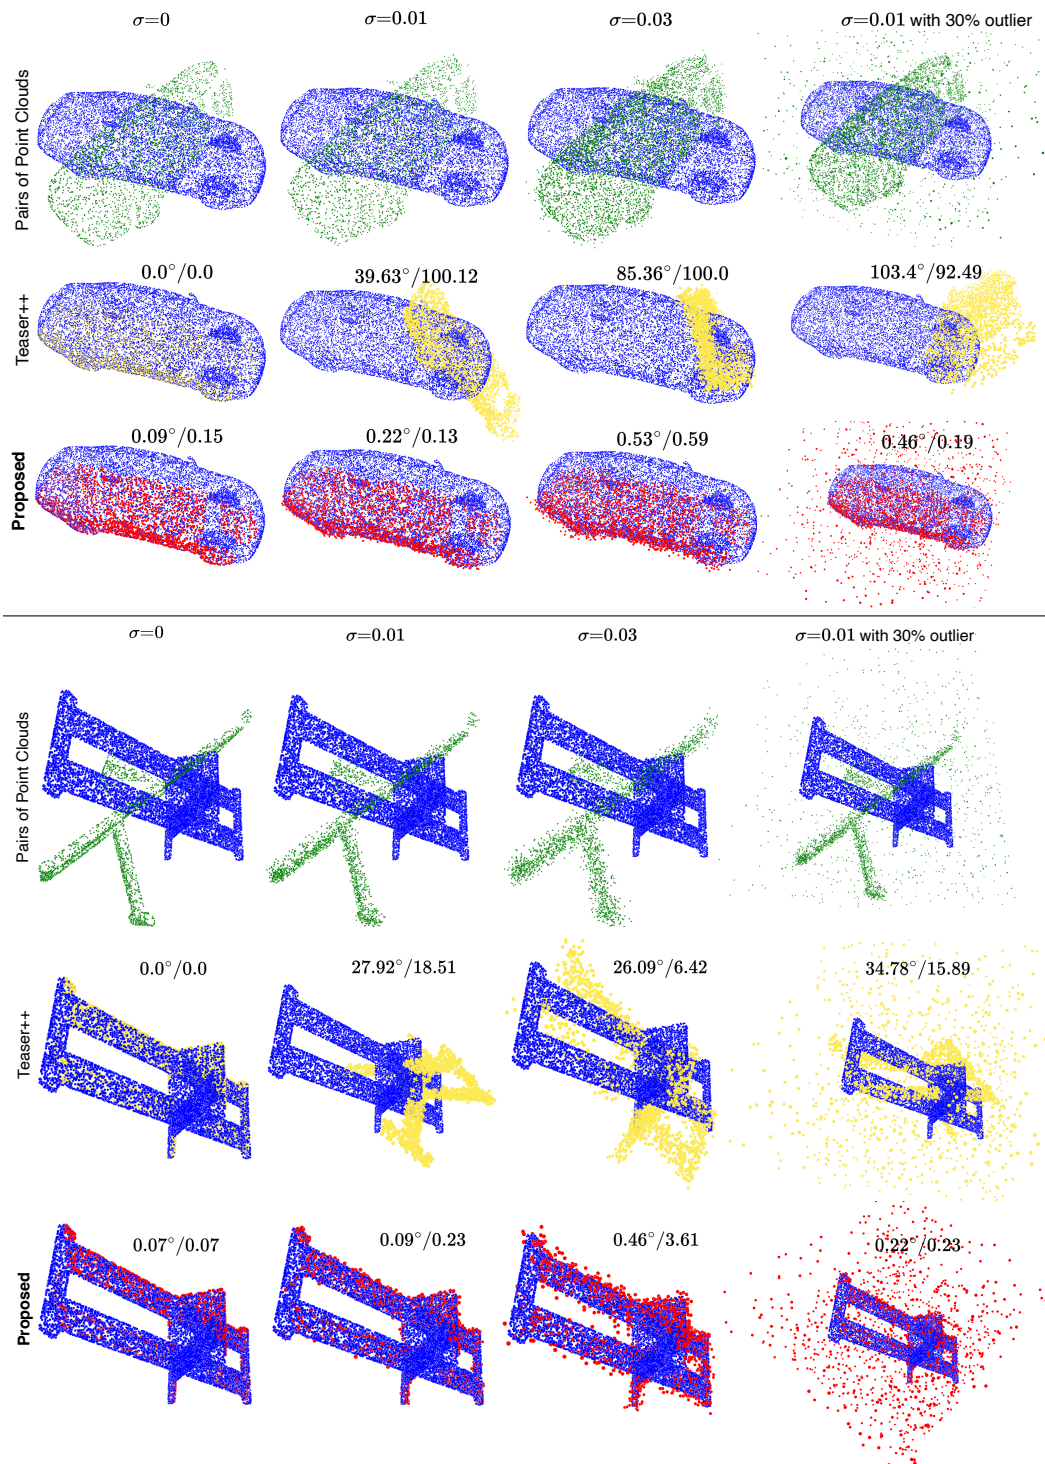 σ=0 σ=0.01 σ=0.03 σ=0.01 with 30% outlier
Pairs of Point Clouds
0.0°/0.0 39.63°/100.12 85.36°/100.0 103.4°/92.49
Teaser++
0.09°/0.15 0.22°/0.13 0.53°/0.59 0.46°/0.19
Proposed
σ=0 σ=0.01 σ=0.03 σ=0.01 with 30% outlier
Pairs of Point Clouds
0.0°/0.0 27.92°/18.51 26.09°/6.42 34.78°/15.89
Teaser++
0.07°/0.07 0.09°/0.23 0.46°/3.61 0.22°/0.23
Proposed